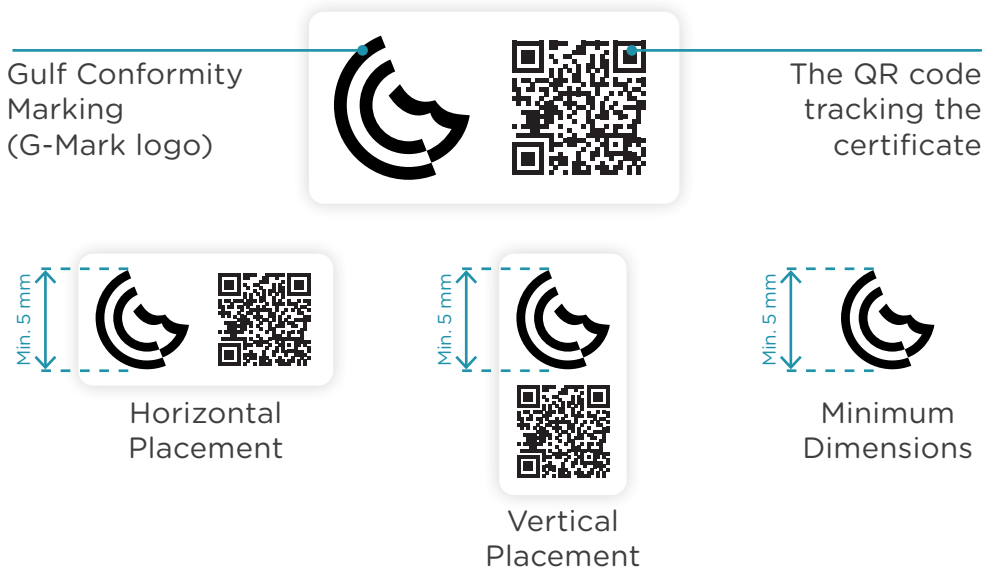 Gulf Conformity
Marking
(G-Mark logo)
The QR code
tracking the
certificate
Min. 5 mm
Horizontal
Placement
Min. 5 mm
Vertical
Placement
Min. 5 mm
Minimum
Dimensions